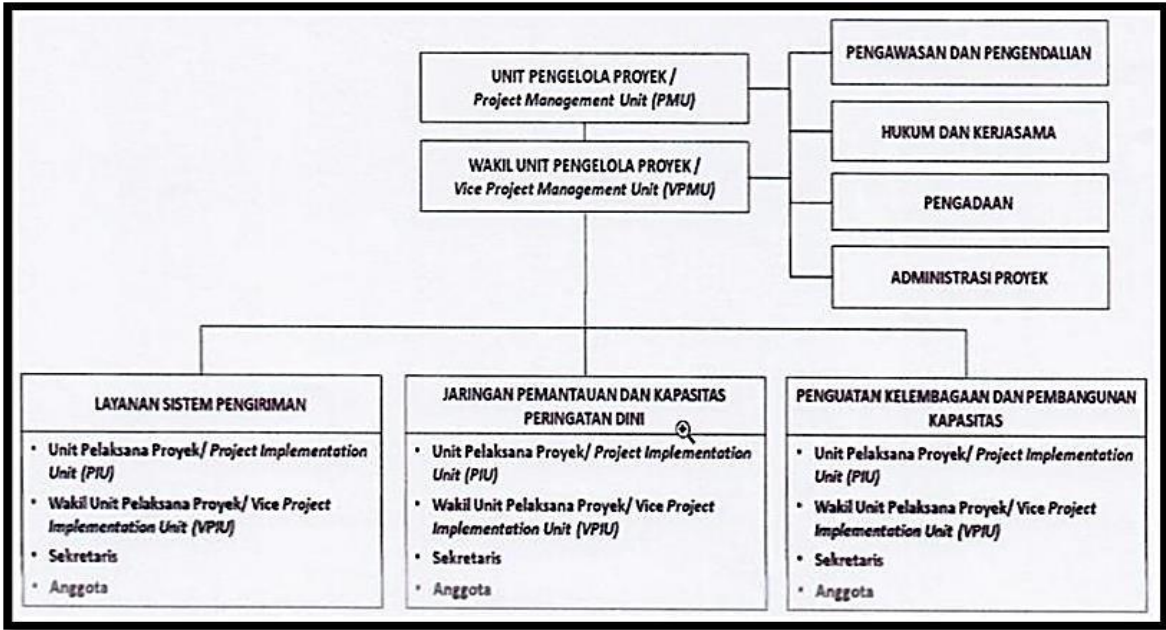 UNIT PENGELOLA PROYEK /
Project Management Unit (PMU)
WAKIL UNIT PENGELOLA PROYEK /
Vice Project Management Unit (VPMU)
PENGAWASAN DAN PENGENDALIAN
HUKUM DAN KERJASAMA
PENGADAAN
ADMINISTRASI PROYEK
LAYANAN SISTEM PENGIRIMAN
• Unit Pelaksana Proyek/ Project Implementation
Unit (PIU)
• Wakil Unit Pelaksana Proyek/ Vice Project
Implementation Unit (VPIU)
• Sekretaris
• Anggota
JARINGAN PEMANTAUAN DAN KAPASITAS
PERINGATAN DINI
• Unit Pelaksana Proyek/ Project Implementation
Unit (PIU)
• Wakil Unit Pelaksana Proyek/ Vice Project
Implementation Unit (VPIU)
• Sekretaris
• Anggota
PENGUATAN KELEMBAGAAN DAN PEMBANGUNAN
KAPASITAS
• Unit Pelaksana Proyek/ Project Implementation
Unit (PIU)
• Wakil Unit Pelaksana Proyek/ Vice Project
Implementation Unit (VPIU)
• Sekretaris
• Anggota